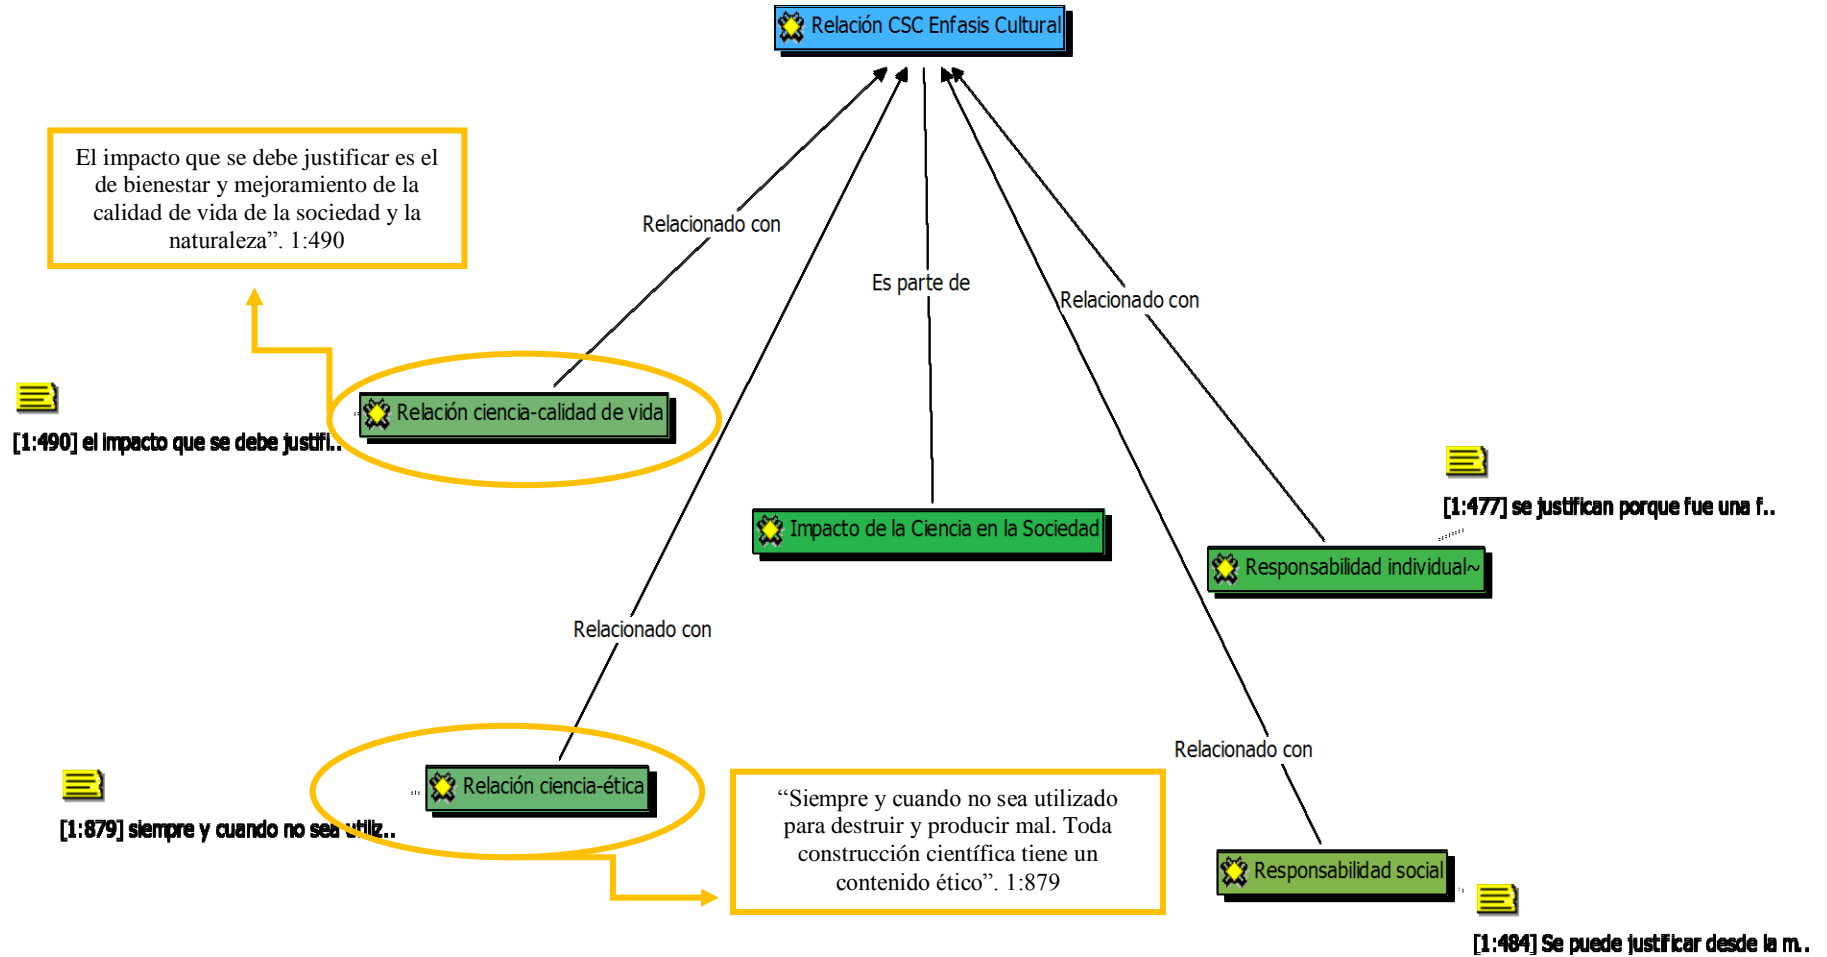 Relación CSC Enfasis Cultural
El impacto que se debe justificar es el
de bienestar y mejoramiento de la
calidad de vida de la sociedad y la
naturaleza”. 1:490
Relacionado con
Es parte de
Relacionado con
Relación ciencia-calidad de vida
[1:490] el impacto que se debe justifi..
[1:477] se justifican porque fue una f..
Impacto de la Ciencia en la Sociedad
Responsabilidad individual~
Relacionado con
Relacionado con
Relación ciencia-ética
[1:879] siempre y cuando no sea utiliz..
“Siempre y cuando no sea utilizado
para destruir y producir mal. Toda
construcción científica tiene un
contenido ético”. 1:879
Responsabilidad social
[1:484] Se puede justificar desde la m..